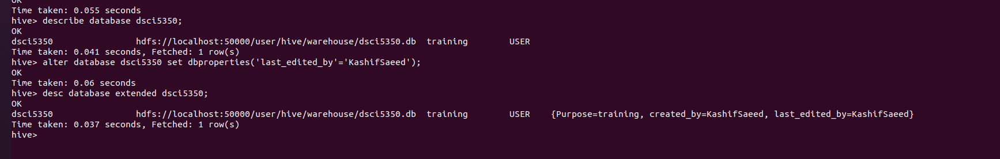 OK
Time taken: 0.055 seconds
hive> describe database dsci5350;
OK
dsci5350                hdfs://localhost:50000/user/hive/warehouse/dsci5350.db  training        USER
Time taken: 0.041 seconds, Fetched: 1 row(s)
hive> alter database dsci5350 set dbproperties('last_edited_by'='KashifSaeed');
OK
Time taken: 0.06 seconds
hive> desc database extended dsci5350;
OK
dsci5350                hdfs://localhost:50000/user/hive/warehouse/dsci5350.db  training        USER    {Purpose=training, created_by=KashifSaeed, last_edited_by=KashifSaeed}
Time taken: 0.037 seconds, Fetched: 1 row(s)
hive>